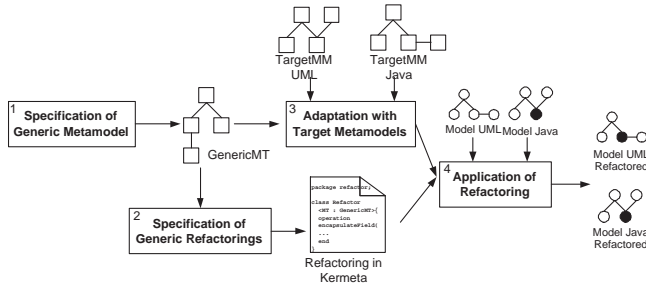 TargetMM
UML
TargetMM
Java
1
Specification of
Generic Metamodel
GenericMT
3
Adaptation with
Target Metamodels
Model UML
Model Java
4
Application of
Refactoring
Model UML
Refactored
Model Java
Refactored
2
Specification of
Generic Refactorings
package refactor;
class Refactor
<MT : GenericMT>{
operation
encapsulateField(
...
end
}
Refactoring in
Kermeta